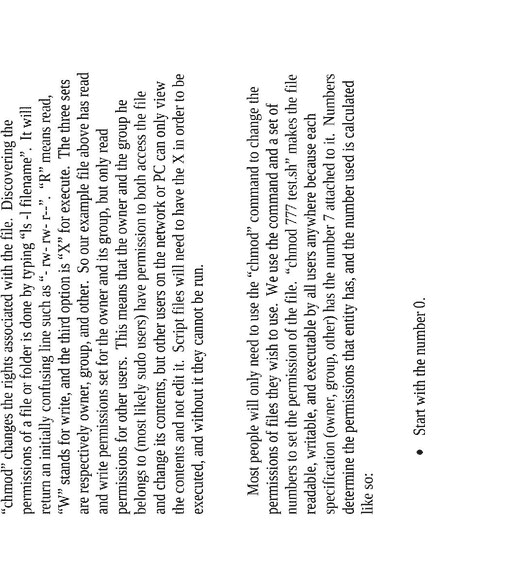 “chmod” changes the rights associated with the file. Discovering the
permissions of a file or folder is done by typing “ls -l filename”. It will
return an initially confusing line such as “- rw- rw- r--”. “R” means read,
“W” stands for write, and the third option is “X” for execute. The three sets
are respectively owner, group, and other. So our example file above has read
and write permissions set for the owner and its group, but only read
permissions for other users. This means that the owner and the group he
belongs to (most likely sudo users) have permission to both access the file
and change its contents, but other users on the network or PC can only view
the contents and not edit it. Script files will need to have the X in order to be
executed, and without it they cannot be run.
Most people will only need to use the “chmod” command to change the
permissions of files they wish to use. We use the command and a set of
numbers to set the permission of the file. “chmod 777 test.sh” makes the file
readable, writable, and executable by all users anywhere because each
specification (owner, group, other) has the number 7 attached to it. Numbers
determine the permissions that entity has, and the number used is calculated
like so:
• Start with the number 0.